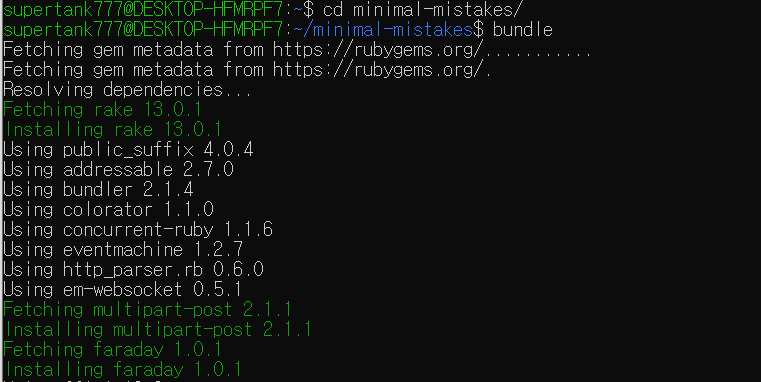 supertank777@DESKTOP-HFMRPF7:~$ cd minimal-mistakes/
supertank777@DESKTOP-HFMRPF7:~/minimal-mistakes$ bundle
Fetching gem metadata from https://rubygems.org/...........
Fetching gem metadata from https://rubygems.org/.
Resolving dependencies...
Fetching rake 13.0.1
Installing rake 13.0.1
Using public_suffix 4.0.4
Using addressable 2.7.0
Using bundler 2.1.4
Using colorator 1.1.0
Using concurrent-ruby 1.1.6
Using eventmachine 1.2.7
Using http_parser.rb 0.6.0
Using em-websocket 0.5.1
Fetching multipart-post 2.1.1
Installing multipart-post 2.1.1
Fetching faraday 1.0.1
Installing faraday 1.0.1